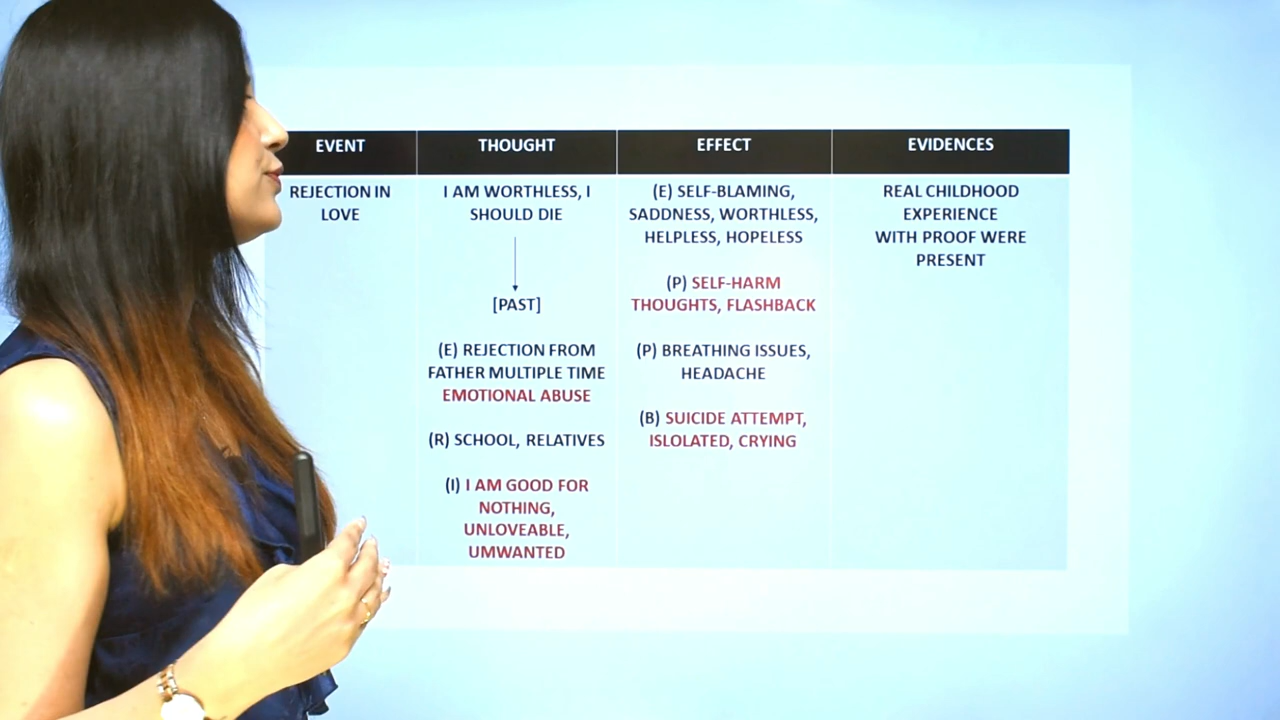 EVENT
THOUGHT
EFFECT
EVIDENCES
REJECTION IN
LOVE
I AM WORTHLESS, I
SHOULD DIE
[PAST]
(E) REJECTION FROM
FATHER MULTIPLE TIME
EMOTIONAL ABUSE
(R) SCHOOL, RELATIVES
(I) I AM GOOD FOR
NOTHING,
UNLOVEABLE,
UMWANTED
(E) SELF-BLAMING,
SADDNESS, WORTHLESS,
HELPLESS, HOPELESS
(P) SELF-HARM
THOUGHTS, FLASHBACK
(P) BREATHING ISSUES,
HEADACHE
(B) SUICIDE ATTEMPT,
ISLOLATED, CRYING
REAL CHILDHOOD
EXPERIENCE
WITH PROOF WERE
PRESENT